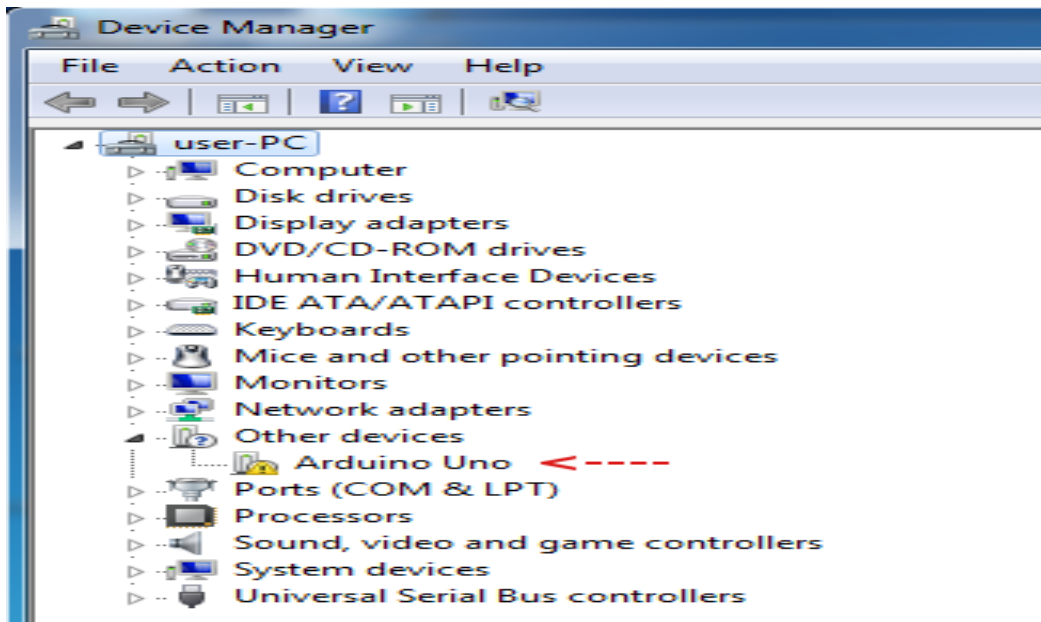 Device Manager
File Action View Help
user-PC
Computer
Disk drives
Display adapters
DVD/CD-ROM drives
Human Interface Devices
IDE ATA/ATAPI controllers
Keyboards
Mice and other pointing devices
Monitors
Network adapters
Other devices
Arduino Uno
Ports (COM & LPT)
Processors
Sound, video and game controllers
System devices
Universal Serial Bus controllers